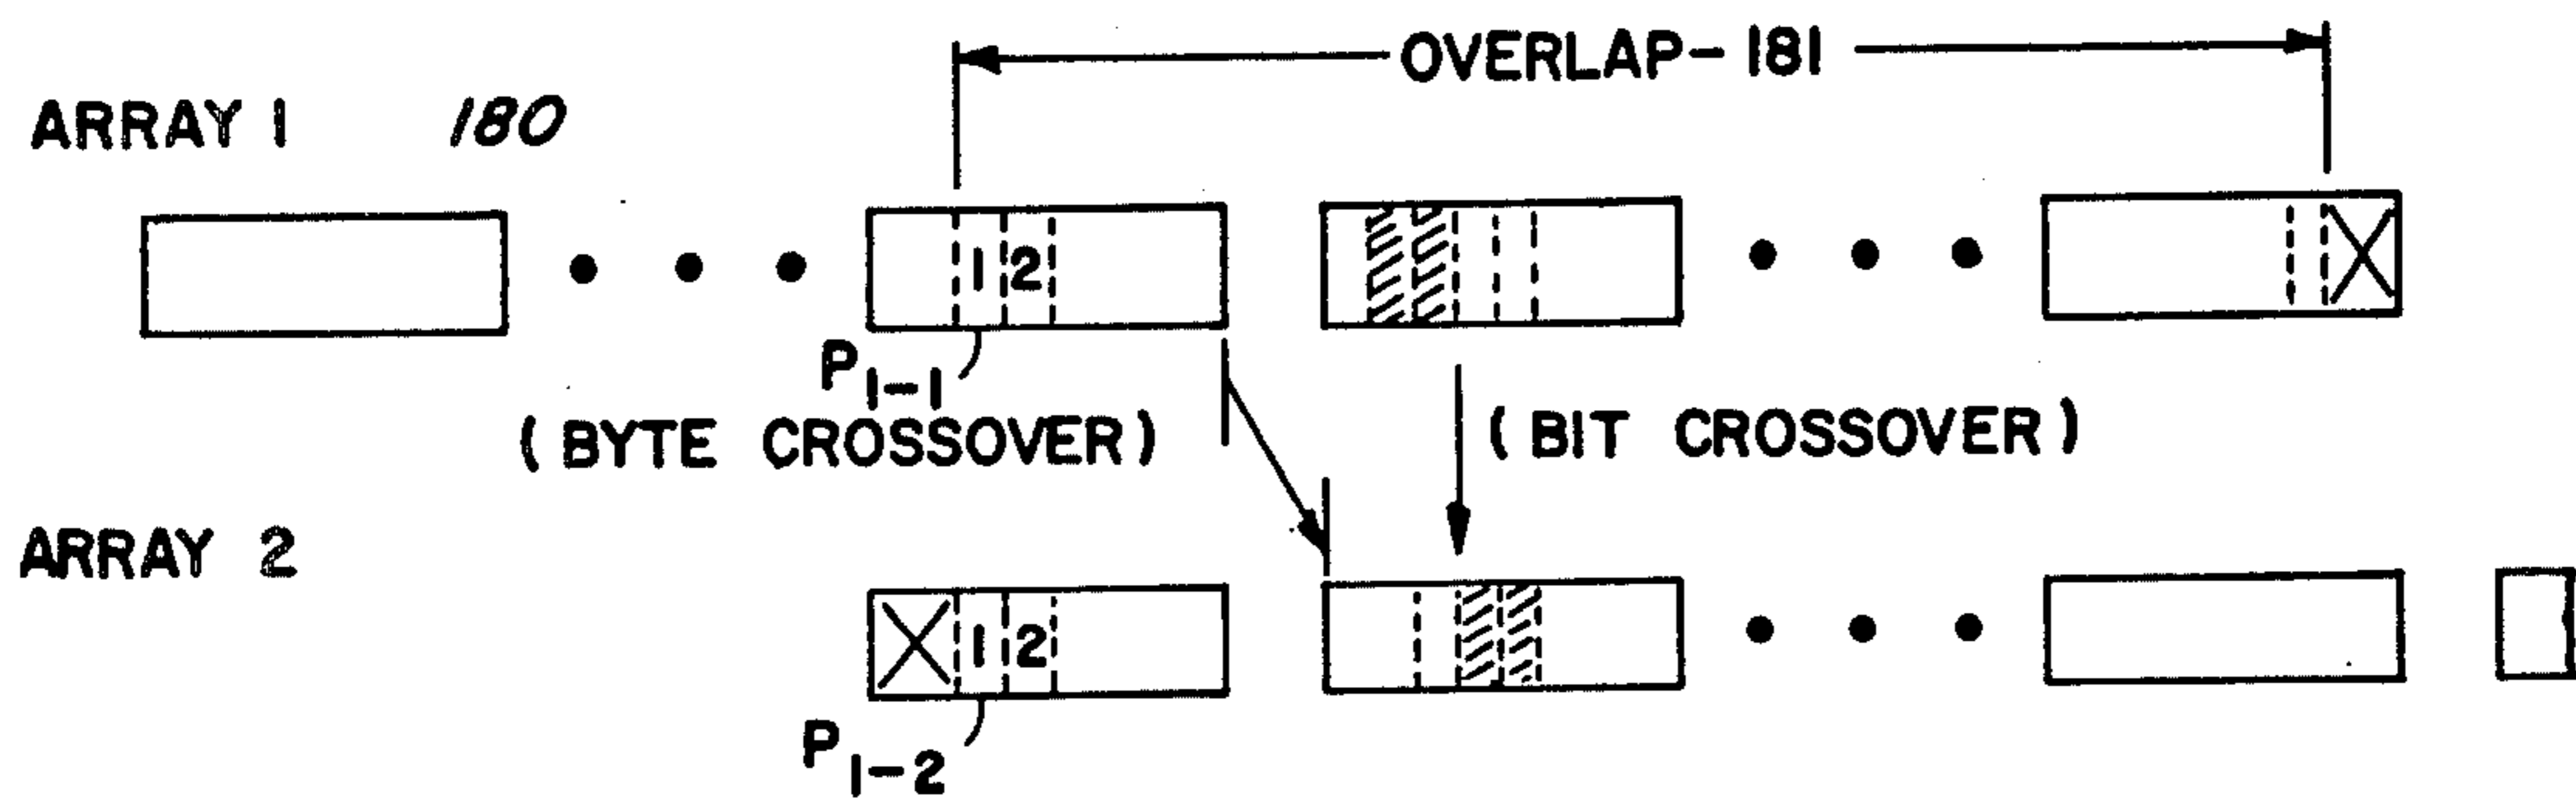 OVERLAP-181
ARRAY 1 180
1 2
P1-1
(BYTE CROSSOVER) (BIT CROSSOVER)
ARRAY 2
1 2
P1-2